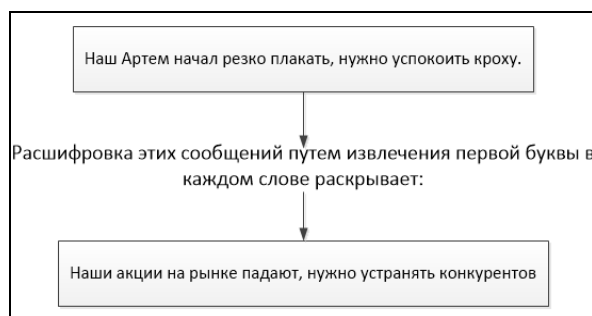 Наш Артем начал резко плакать, нужно успокоить кроху.
Расшифровка этих сообщений путем извлечения первой буквы в
каждом слове раскрывает:
Наши акции на рынке падают, нужно устранять конкурентов